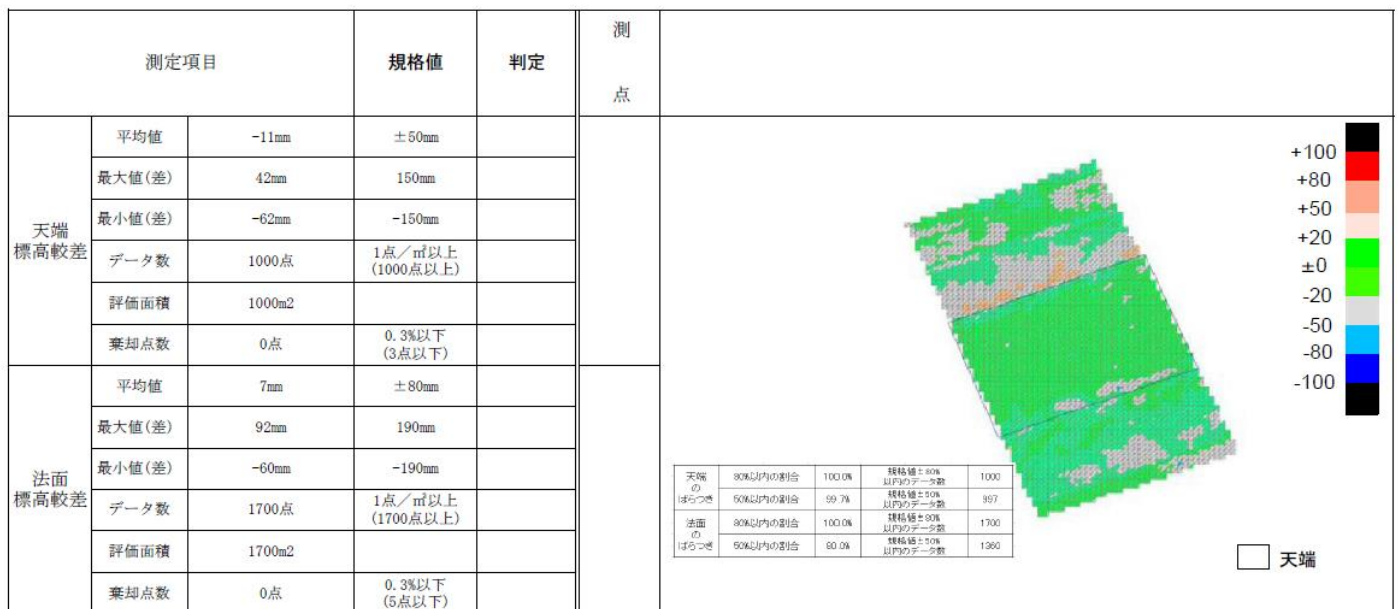 測定項目 規格値 判定 測点
天端標高較差
平均値 -11mm ±50mm
最大値(差) 42mm 150mm
最小値(差) -62mm -150mm
データ数 1000点 1点/㎡以上
(1000点以上)
評価面積 1000m2
棄却点数 0点 0.3%以下
(3点以下)
法面標高較差
平均値 7mm ±80mm
最大値(差) 92mm 190mm
最小値(差) -60mm -190mm
データ数 1700点 1点/㎡以上
(1700点以上)
評価面積 1700m2
棄却点数 0点 0.3%以下
(5点以下)
+100
+80
+50
+20
±0
-20
-50
-80
-100
天端のばらつき
80%以内の割合 100.0% 規格値±80%以内のデータ数 1000
50%以内の割合 99.7% 規格値±50%以内のデータ数 997
法面のばらつき
80%以内の割合 100.0% 規格値±80%以内のデータ数 1700
50%以内の割合 80.0% 規格値±50%以内のデータ数 1360
天端